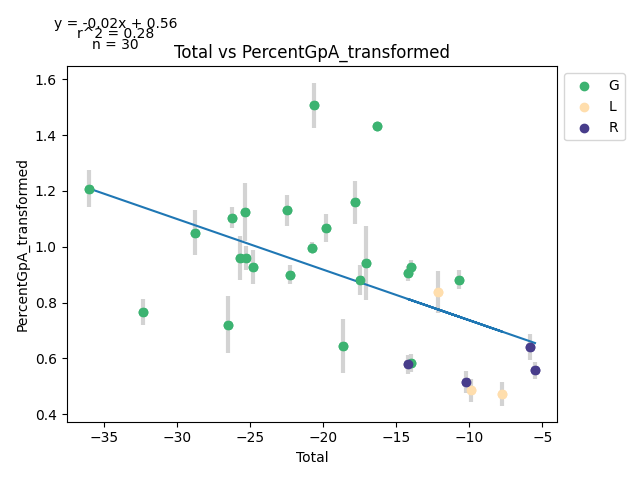 y = -0.02x + 0.56
r^2 = 0.28
n = 30
Total vs PercentGpA_transformed
1.6
1.4
1.2
1.0
0.8
0.6
0.4
PercentGpA_transformed
−35 −30 −25 −20 −15 −10 −5
Total
G
L
R